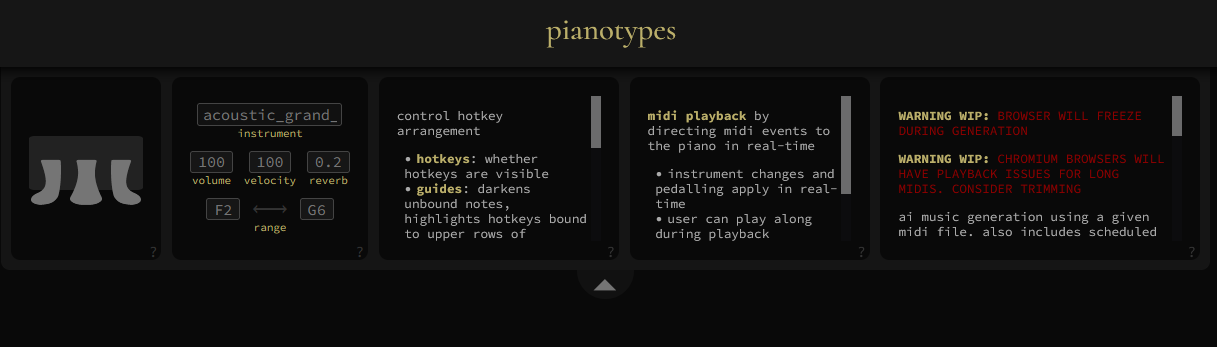 pianotypes
acoustic_grand_
instrument
100 100 0.2
volume velocity reverb
F2 G6
range
?
control hotkey
arrangement
• hotkeys: whether
hotkeys are visible
• guides: darkens
unbound notes,
highlights hotkeys bound
to upper rows of
?
midi playback by
directing midi events to
the piano in real-time
• instrument changes and
pedalling apply in real-
time
• user can play along
during playback
?
WARNING WIP: BROWSER WILL FREEZE
DURING GENERATION
WARNING WIP: CHROMIUM BROWSERS WILL
HAVE PLAYBACK ISSUES FOR LONG
MIDIS. CONSIDER TRIMMING
ai music generation using a given
midi file. also includes scheduled
?
?